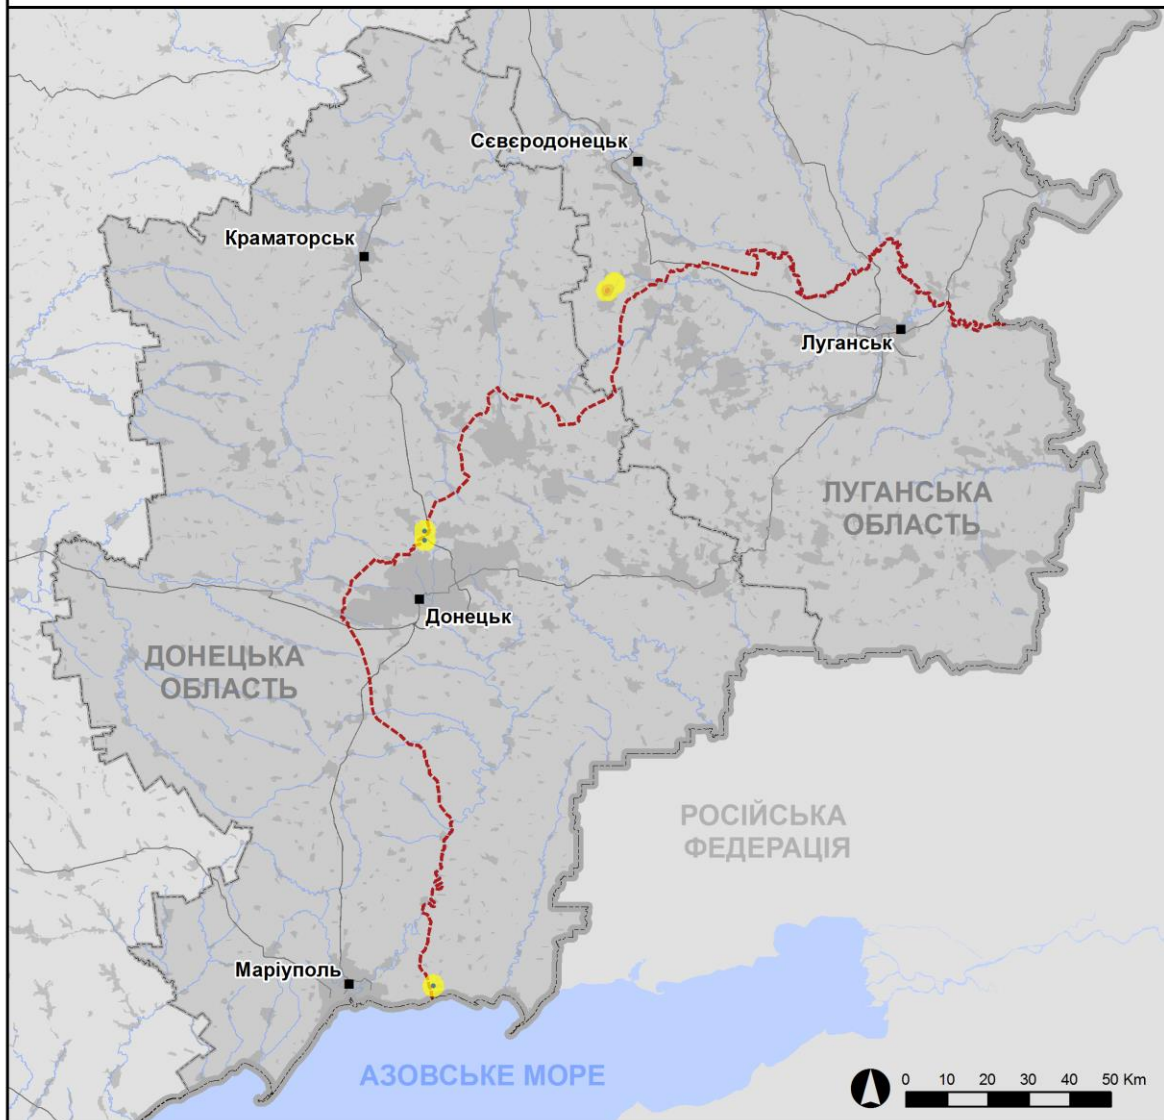 Сєвєродонецьк
Краматорськ
Луганськ
ЛУГАНСЬКА
ОБЛАСТЬ
Донецьк
ДОНЕЦЬКА
ОБЛАСТЬ
РОСІЙСЬКА
ФЕДЕРАЦІЯ
Маріуполь
АЗОВСЬКЕ МОРЕ
0 10 20 30 40 50 Km